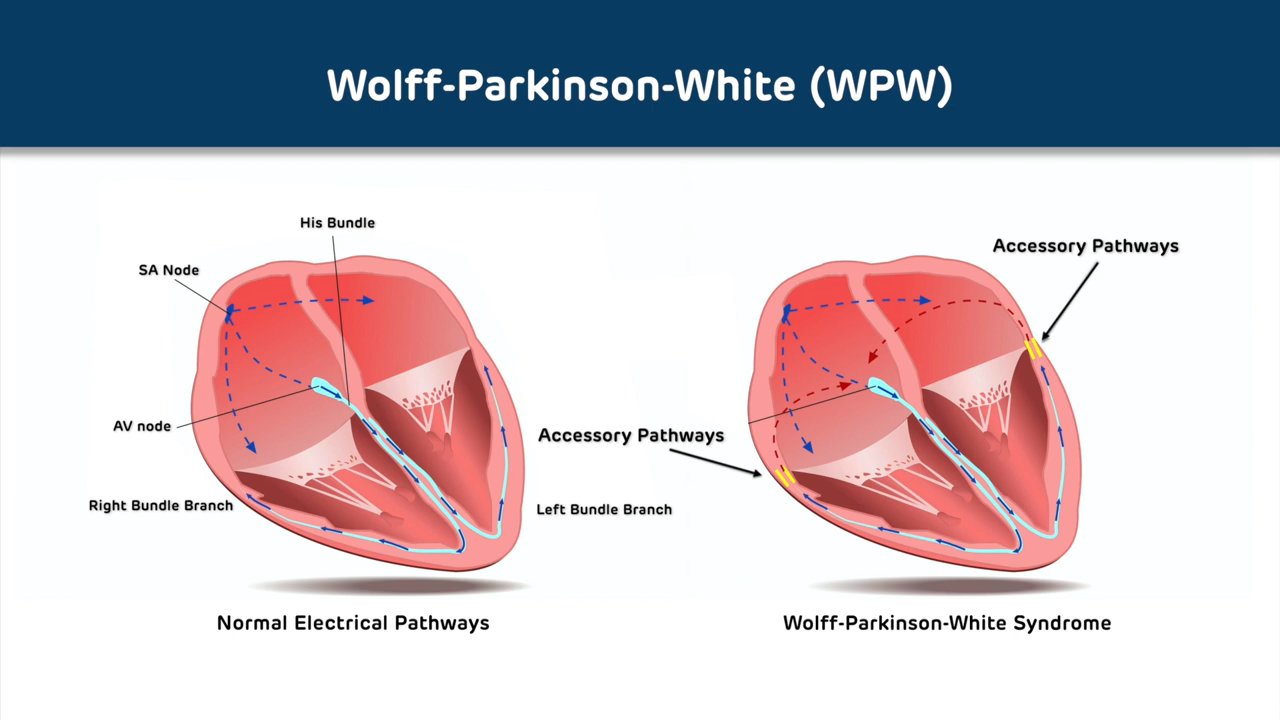 Wolff-Parkinson-White (WPW)
His Bundle
SA Node
AV node
Right Bundle Branch
Left Bundle Branch
Normal Electrical Pathways
Accessory Pathways
Accessory Pathways
Wolff-Parkinson-White Syndrome